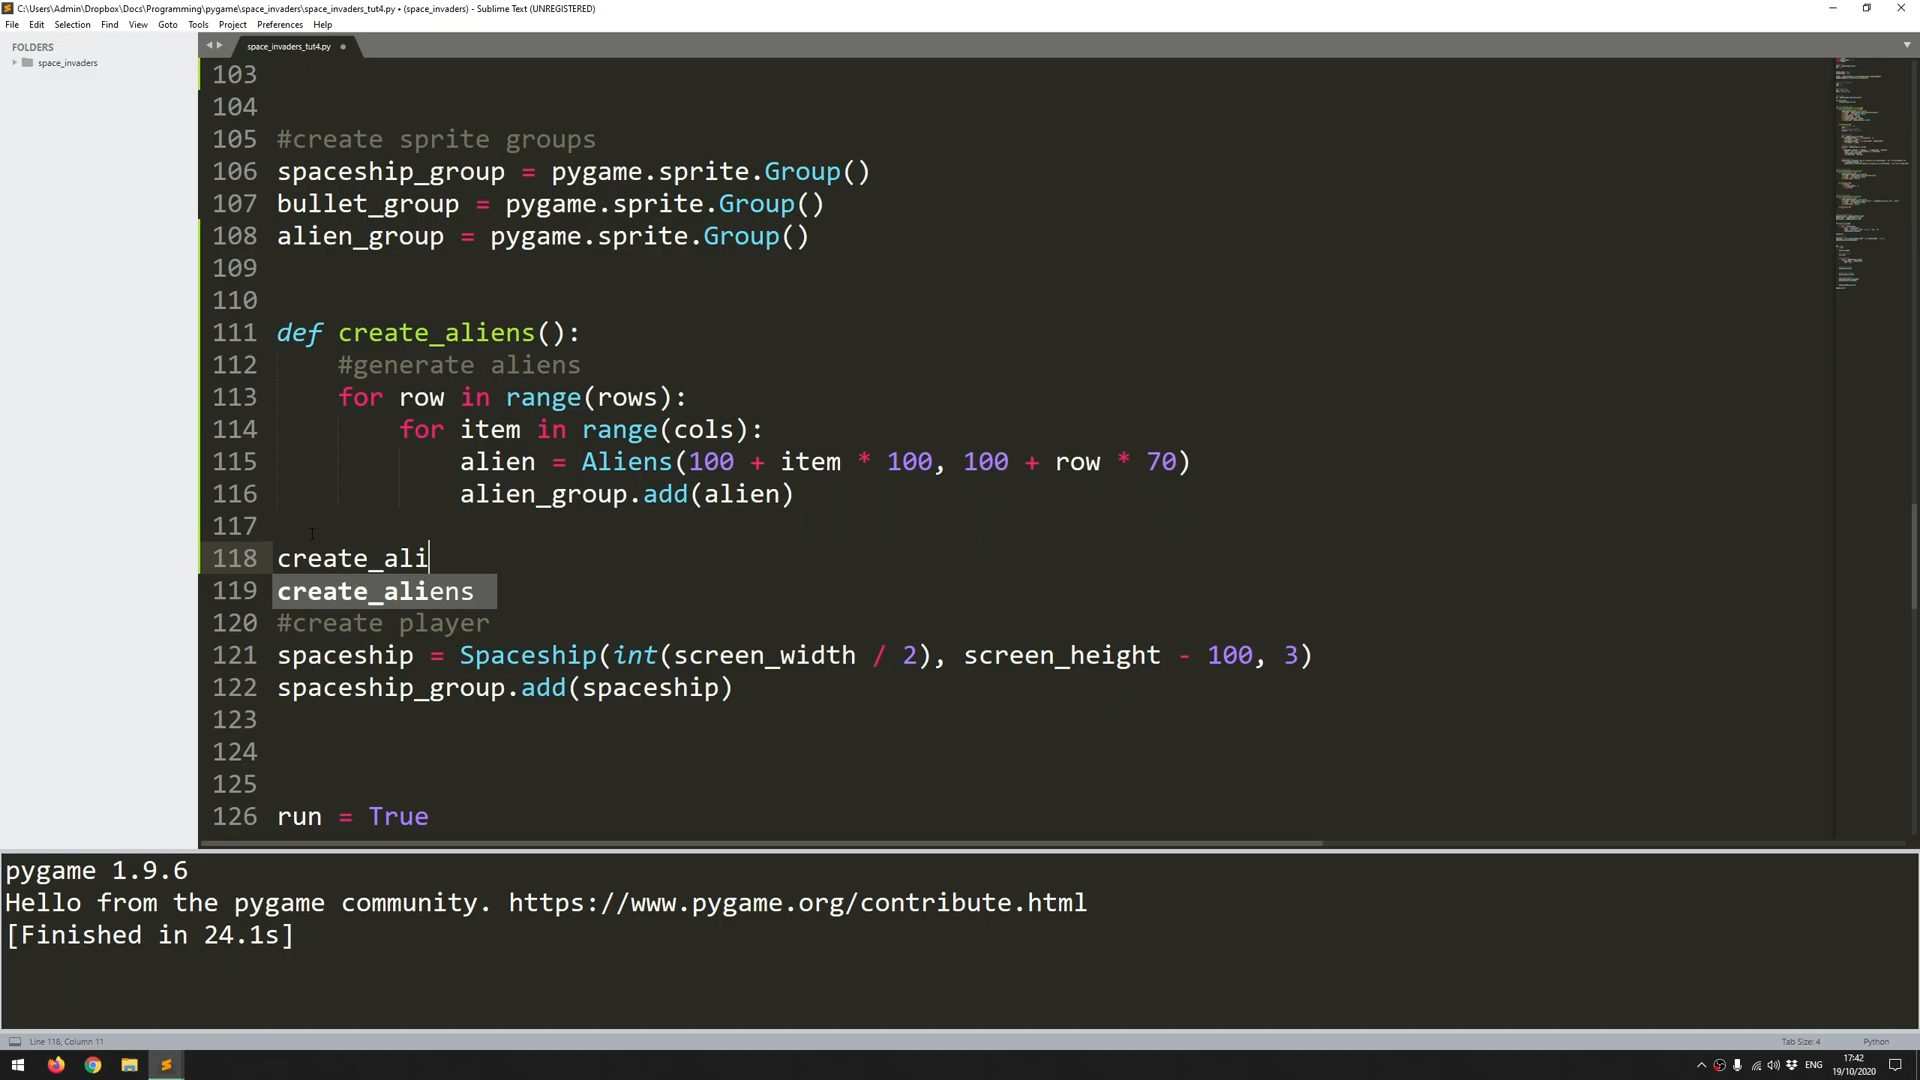 C:\Users\Admin\Dropbox\Docs\Programming\pygame\space_invaders\space_invaders_tut4.py • (space_invaders) - Sublime Text (UNREGISTERED)
File Edit Selection Find View Goto Tools Project Preferences Help
FOLDERS
space_invaders
space_invaders_tut4.py
103
104
105 #create sprite groups
106 spaceship_group = pygame.sprite.Group()
107 bullet_group = pygame.sprite.Group()
108 alien_group = pygame.sprite.Group()
109
110
111 def create_aliens():
112 #generate aliens
113 for row in range(rows):
114 for item in range(cols):
115 alien = Aliens(100 + item * 100, 100 + row * 70)
116 alien_group.add(alien)
117
118 create_ali
119 create_aliens
120 #create player
121 spaceship = Spaceship(int(screen_width / 2), screen_height - 100, 3)
122 spaceship_group.add(spaceship)
123
124
125
126 run = True
pygame 1.9.6
Hello from the pygame community. https://www.pygame.org/contribute.html
[Finished in 24.1s]
Line 118, Column 11
Tab Size: 4 Python
ENG
17:42
19/10/2020